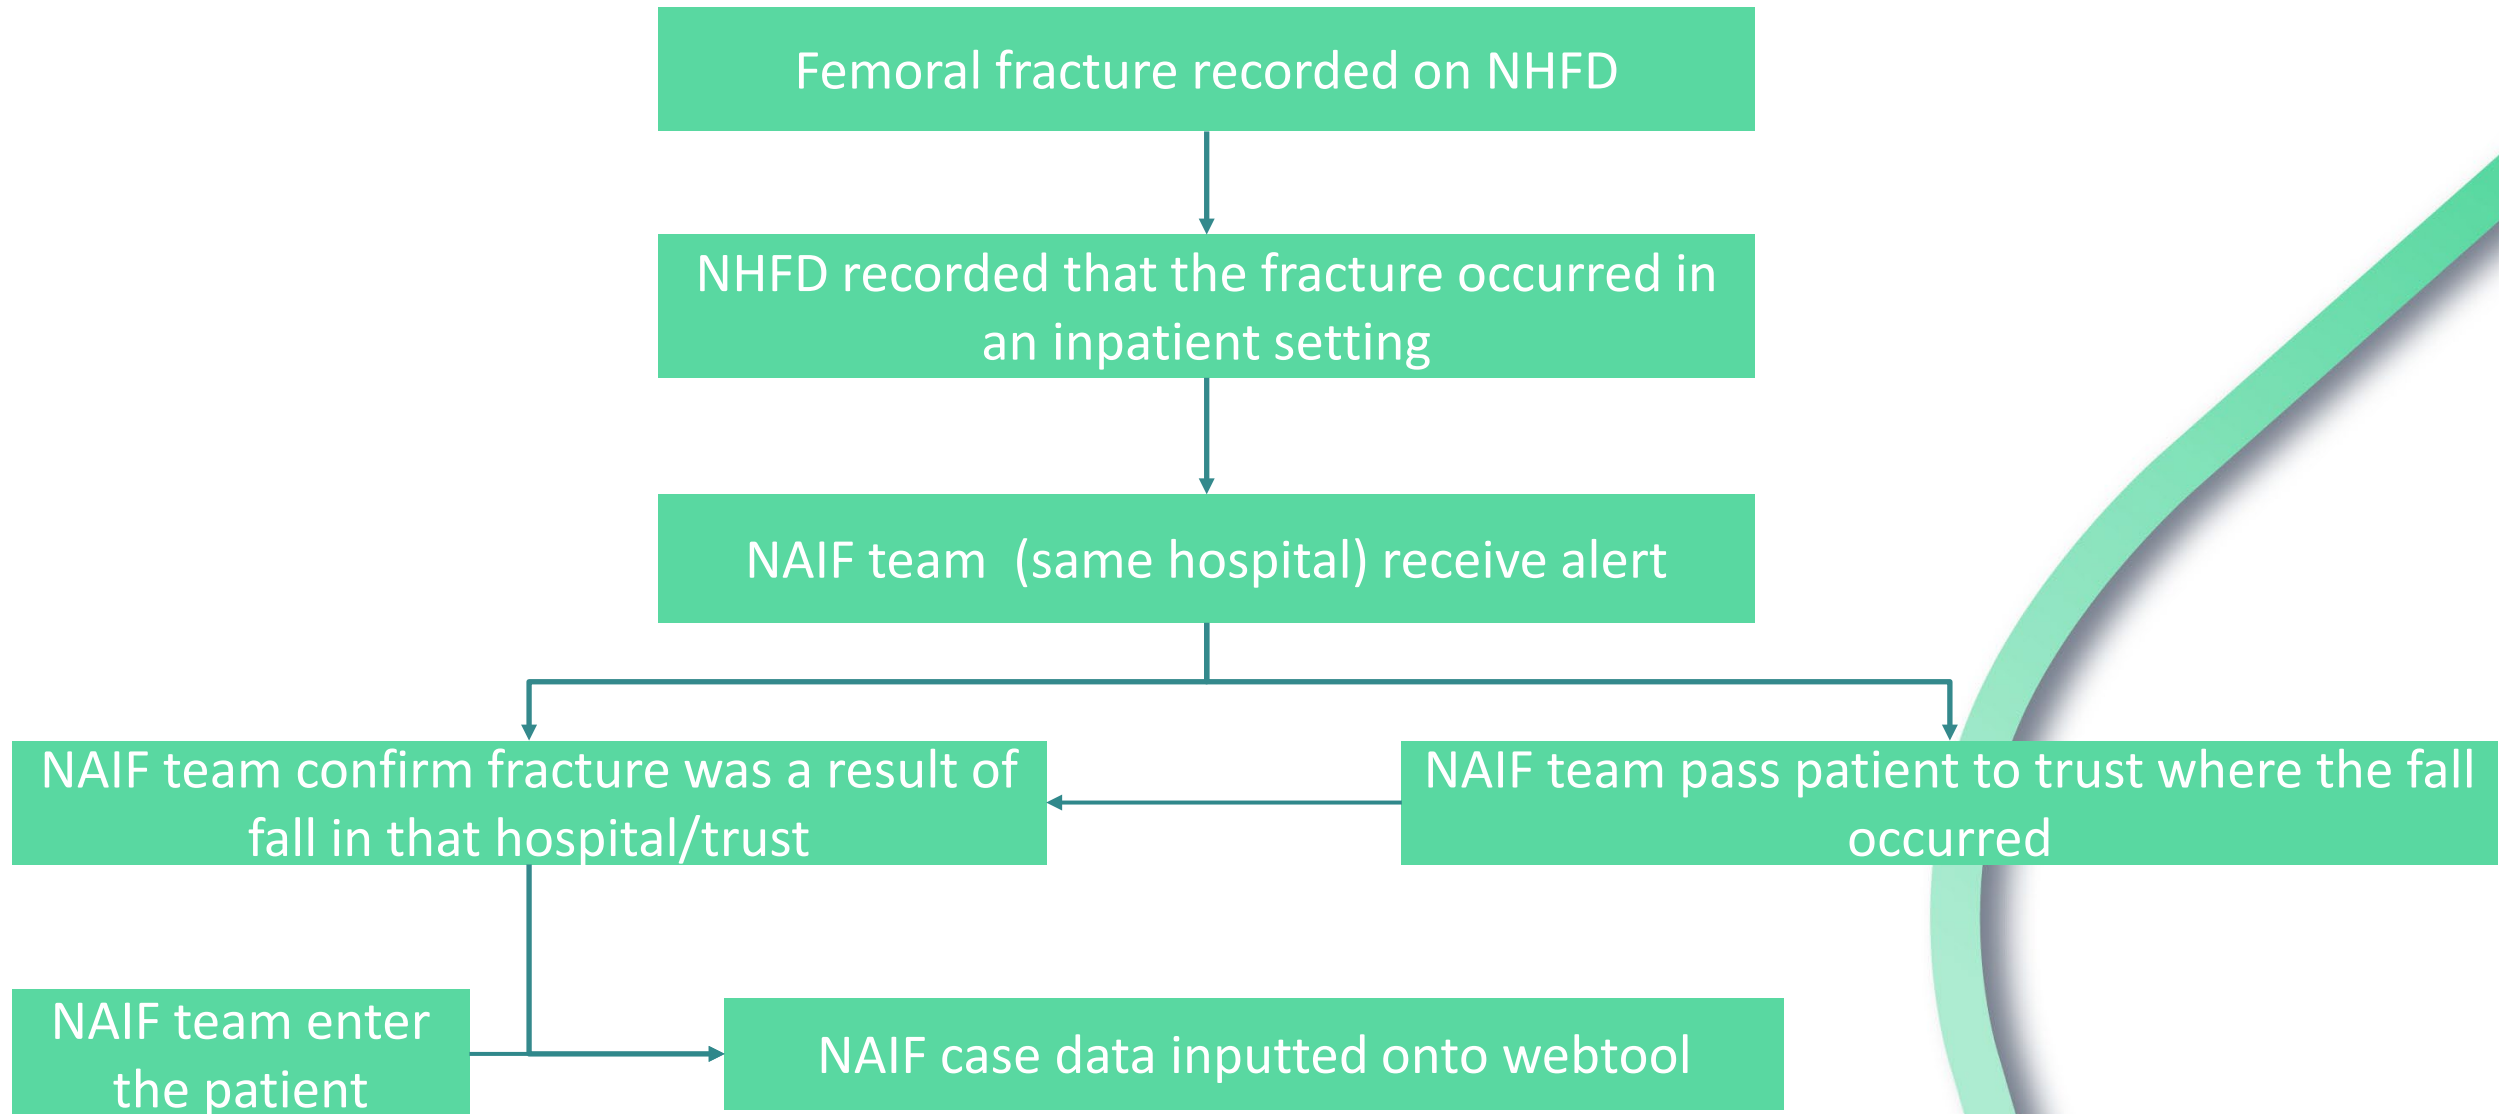 Femoral fracture recorded on NHFD
NHFD recorded that the fracture occurred in
an inpatient setting
NAIF team (same hospital) receive alert
NAIF team confirm fracture was a result of
fall in that hospital/trust
NAIF team pass patient to trust where the fall
occurred
NAIF team enter
the patient
NAIF case data inputted onto webtool